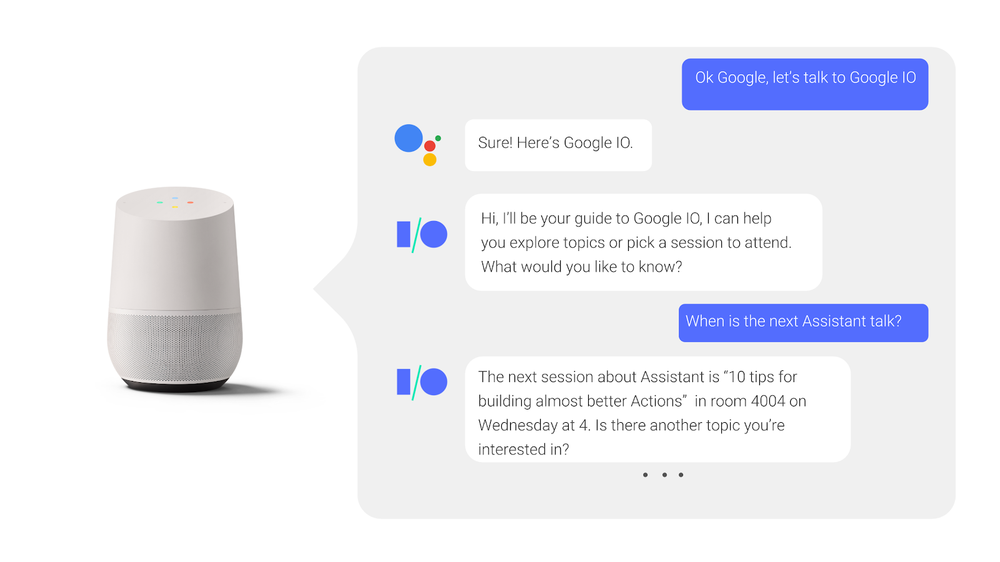 Ok Google, let’s talk to Google IO
Sure! Here’s Google IO.
I/O
Hi, I’ll be your guide to Google IO, I can help
you explore topics or pick a session to attend.
What would you like to know?
When is the next Assistant talk?
I/O
The next session about Assistant is “10 tips for
building almost better Actions”  in room 4004 on
Wednesday at 4. Is there another topic you’re
interested in?